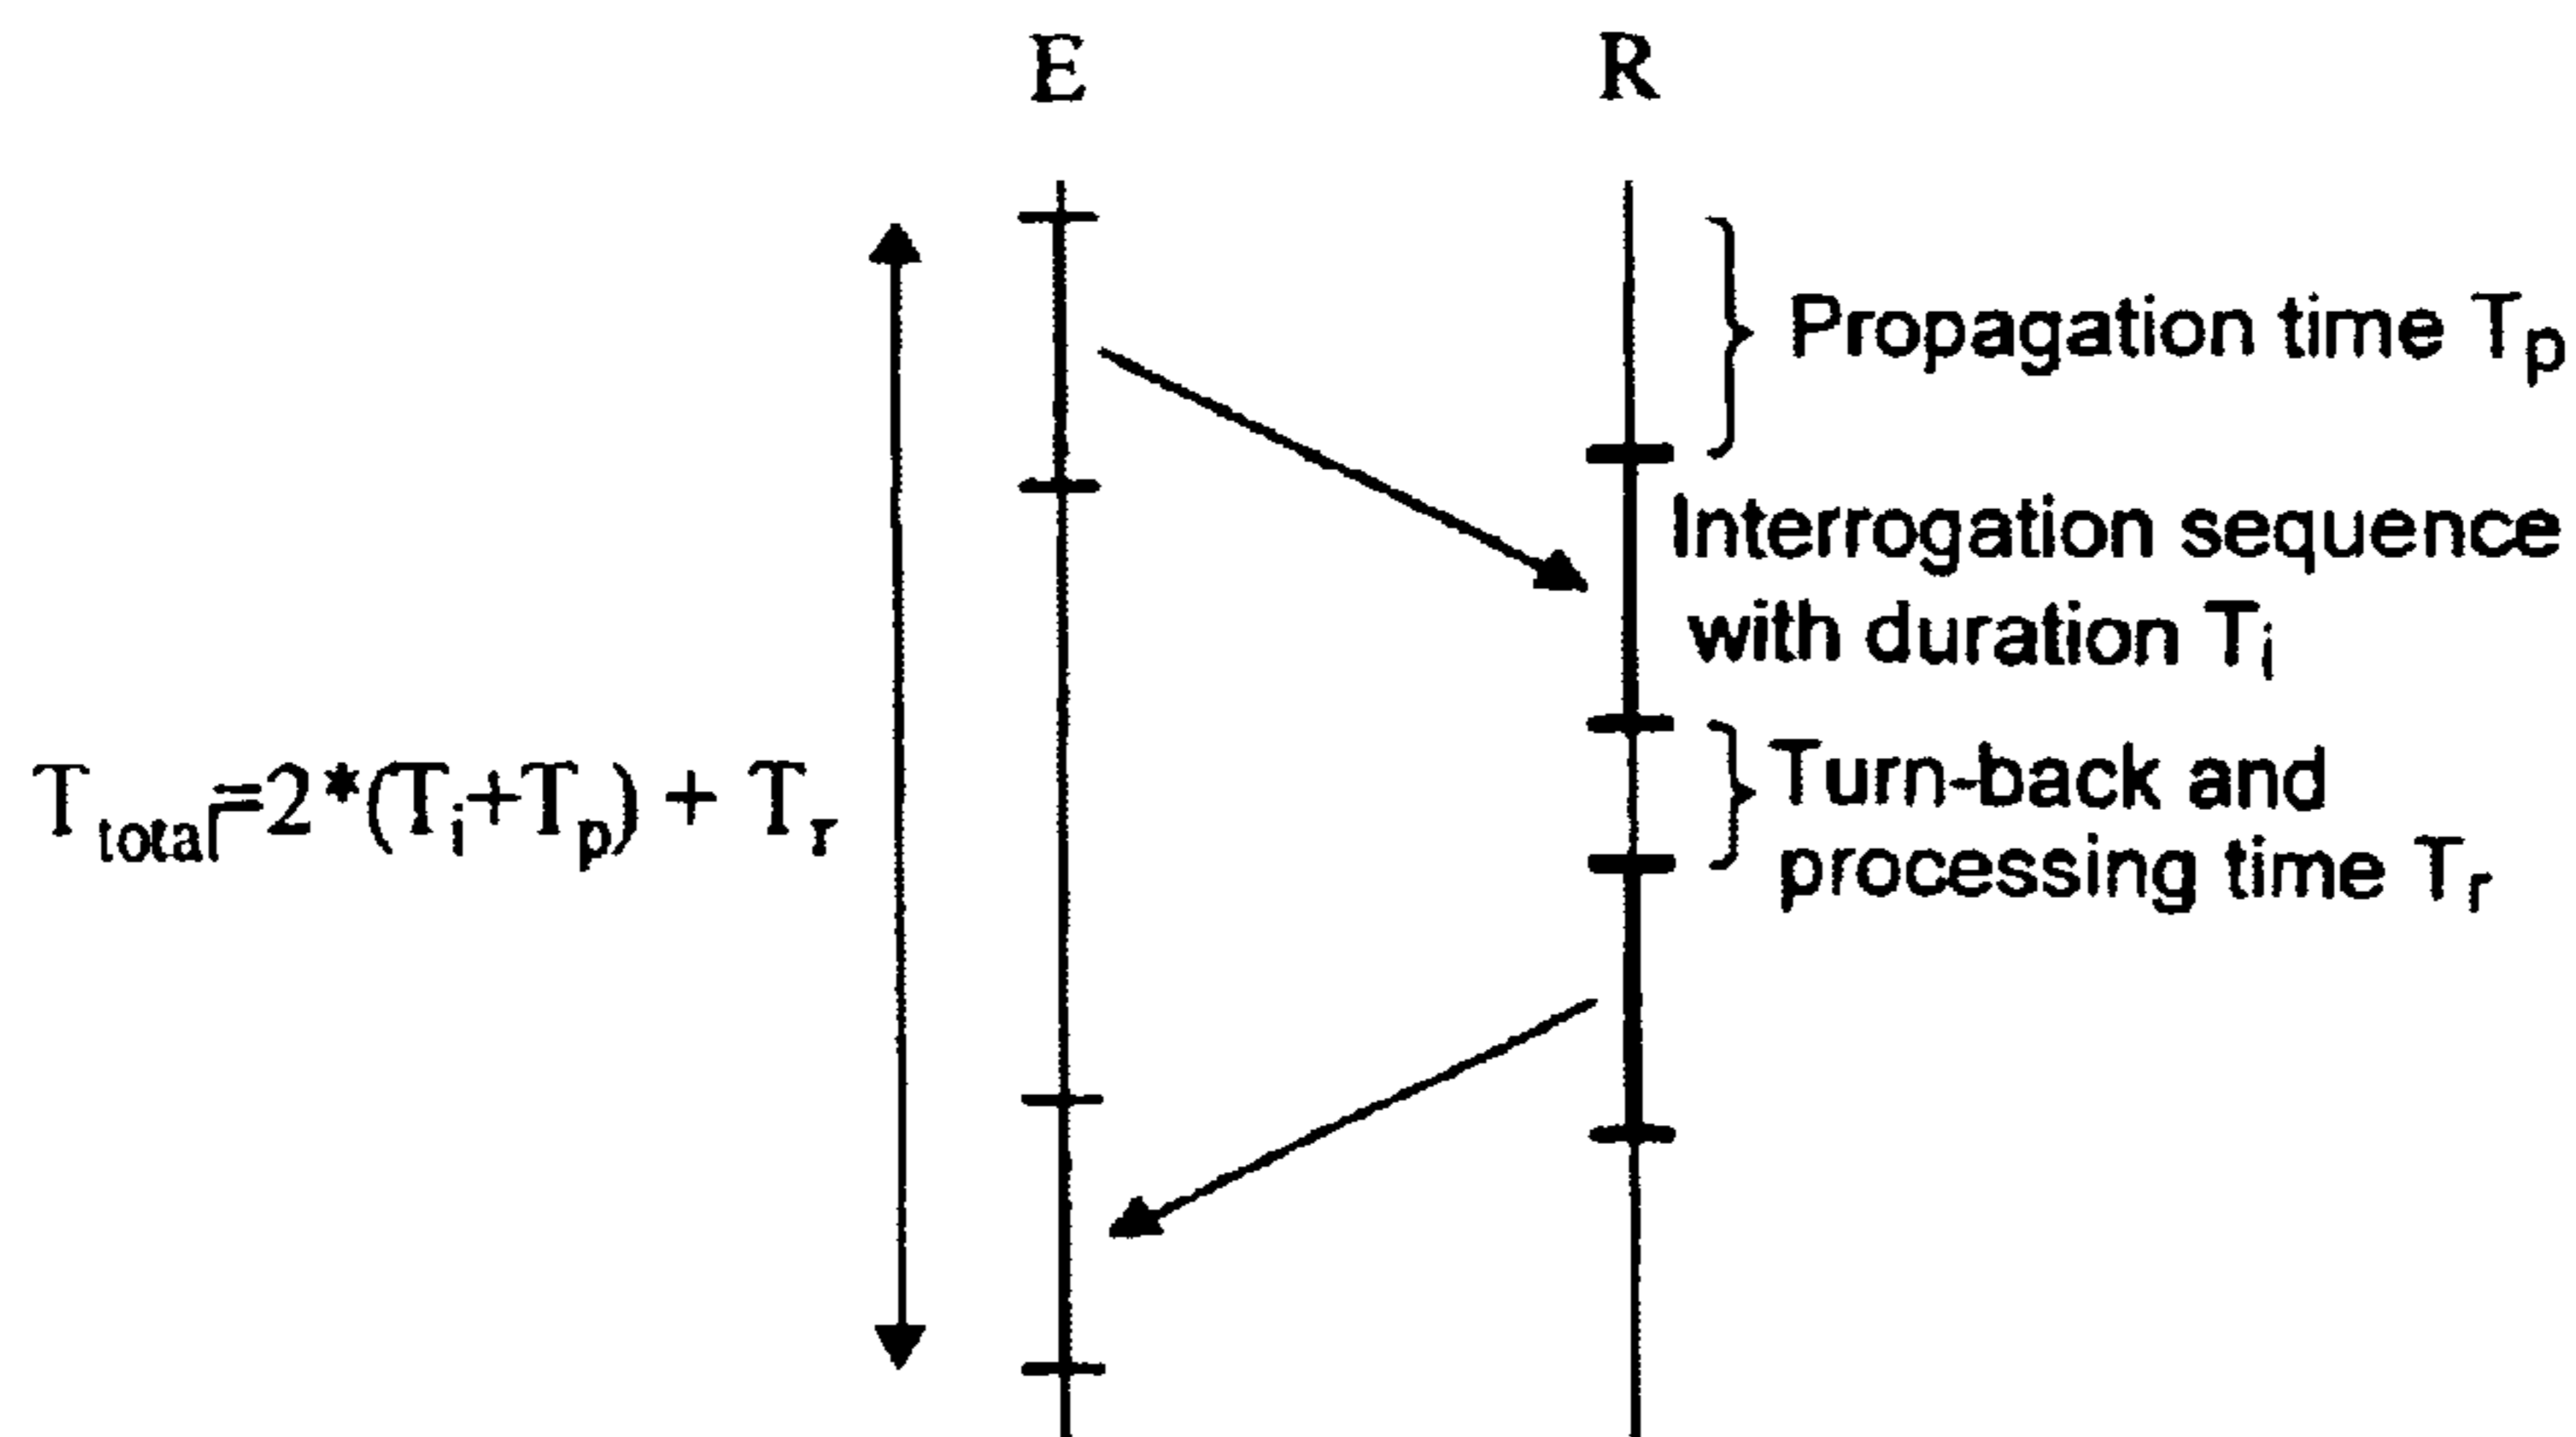 E R
Propagation time Tp
Interrogation sequence
with duration Ti
Ttotal=2*(Ti+Tp) + Tr
Turn-back and
processing time Tr